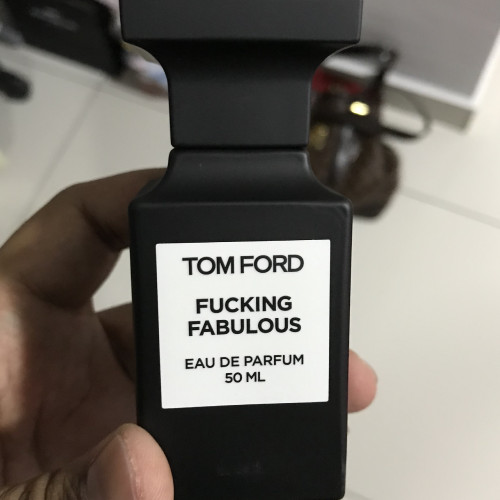 TOM FORD
FUCKING
FABULOUS
EAU DE PARFUM
50 ML